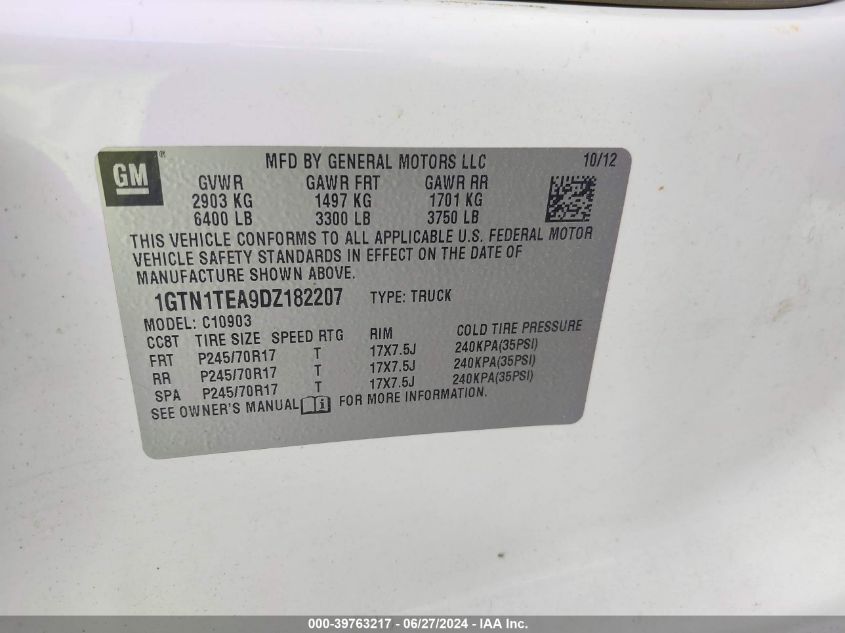 GM ®
MFD BY GENERAL MOTORS LLC 10/12
GVWR GAWR FRT GAWR RR
2903 KG 1497 KG 1701 KG
6400 LB 3300 LB 3750 LB
THIS VEHICLE CONFORMS TO ALL APPLICABLE U.S. FEDERAL MOTOR
VEHICLE SAFETY STANDARDS IN EFFECT ON THE DATE OF
MANUFACTURE SHOWN ABOVE.
1GTN1TEA9DZ182207 TYPE: TRUCK
MODEL: C10903
CC8T TIRE SIZE SPEED RTG RIM COLD TIRE PRESSURE
FRT P245/70R17 T 17X7.5J 240KPA(35PSI)
RR P245/70R17 T 17X7.5J 240KPA(35PSI)
SPA P245/70R17 T 17X7.5J 240KPA(35PSI)
SEE OWNER'S MANUAL i FOR MORE INFORMATION.
000-39763217 - 06/27/2024 - IAA Inc.